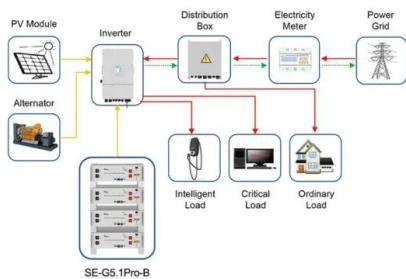 PV Module
Inverter
Distribution
Box
Electricity
Meter
Power
Grid
Alternator
Intelligent
Load
Critical
Load
Ordinary
Load
SE-G5.1Pro-B